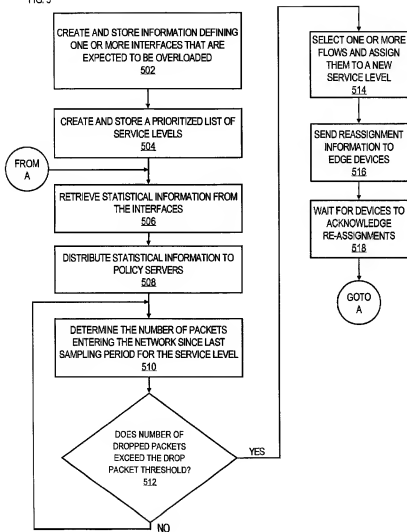 FIG. 5
CREATE AND STORE INFORMATION DEFINING
ONE OR MORE INTERFACES THAT ARE
EXPECTED TO BE OVERLOADED
502
CREATE AND STORE A PRIORITIZED LIST OF
SERVICE LEVELS
504
FROM
A
RETRIEVE STATISTICAL INFORMATION FROM
THE INTERFACES
506
DISTRIBUTE STATISTICAL INFORMATION TO
POLICY SERVERS
508
DETERMINE THE NUMBER OF PACKETS
ENTERING THE NETWORK SINCE LAST
SAMPLING PERIOD FOR THE SERVICE LEVEL
510
DOES NUMBER OF
DROPPED PACKETS
EXCEED THE DROP
PACKET THRESHOLD?
512
YES
NO
SELECT ONE OR MORE
FLOWS AND ASSIGN
THEM TO A NEW
SERVICE LEVEL
514
SEND REASSIGNMENT
INFORMATION TO
EDGE DEVICES
516
WAIT FOR DEVICES TO
ACKNOWLEDGE
RE-ASSIGNMENTS
518
GOTO
A